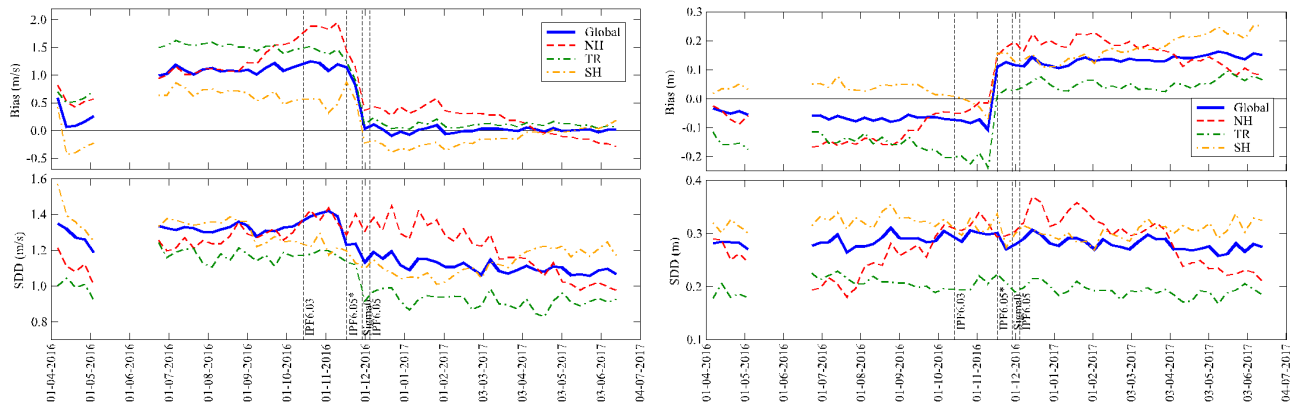 2.0
1.5
1.0
0.5
0.0
-0.5
Bias (m/s)
Global
NH
TR
SH
1.6
1.4
1.2
1.0
0.8
SDD (m/s)
IPF6.03
IPF6.05*
Sigma0
IPF6.05
01-04-2016
01-05-2016
01-07-2016
01-08-2016
01-09-2016
01-10-2016
01-11-2016
01-12-2016
01-01-2017
01-02-2017
03-03-2017
03-04-2017
03-05-2017
03-06-2017
04-07-2017
0.3
0.2
0.1
0.0
-0.1
-0.2
Bias (m)
Global
NH
TR
SH
0.4
0.3
0.2
0.1
SDD (m)
IPF6.03
IPF6.05*
Sigma0
IPF6.05
01-04-2016
01-05-2016
01-07-2016
01-08-2016
01-09-2016
01-10-2016
01-11-2016
01-12-2016
01-01-2017
01-02-2017
03-03-2017
03-04-2017
03-05-2017
03-06-2017
04-07-2017